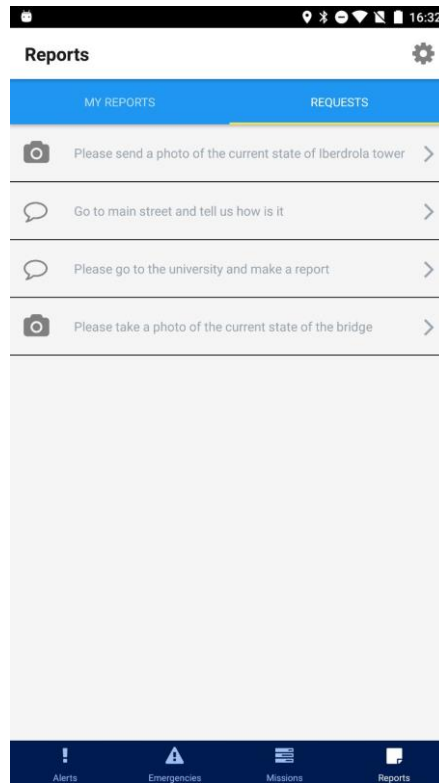 16:32
Reports
MY REPORTS
REQUESTS
Please send a photo of the current state of Iberdrola tower
Go to main street and tell us how is it
Please go to the university and make a report
Please take a photo of the current state of the bridge
Alerts
Emergencies
Missions
Reports